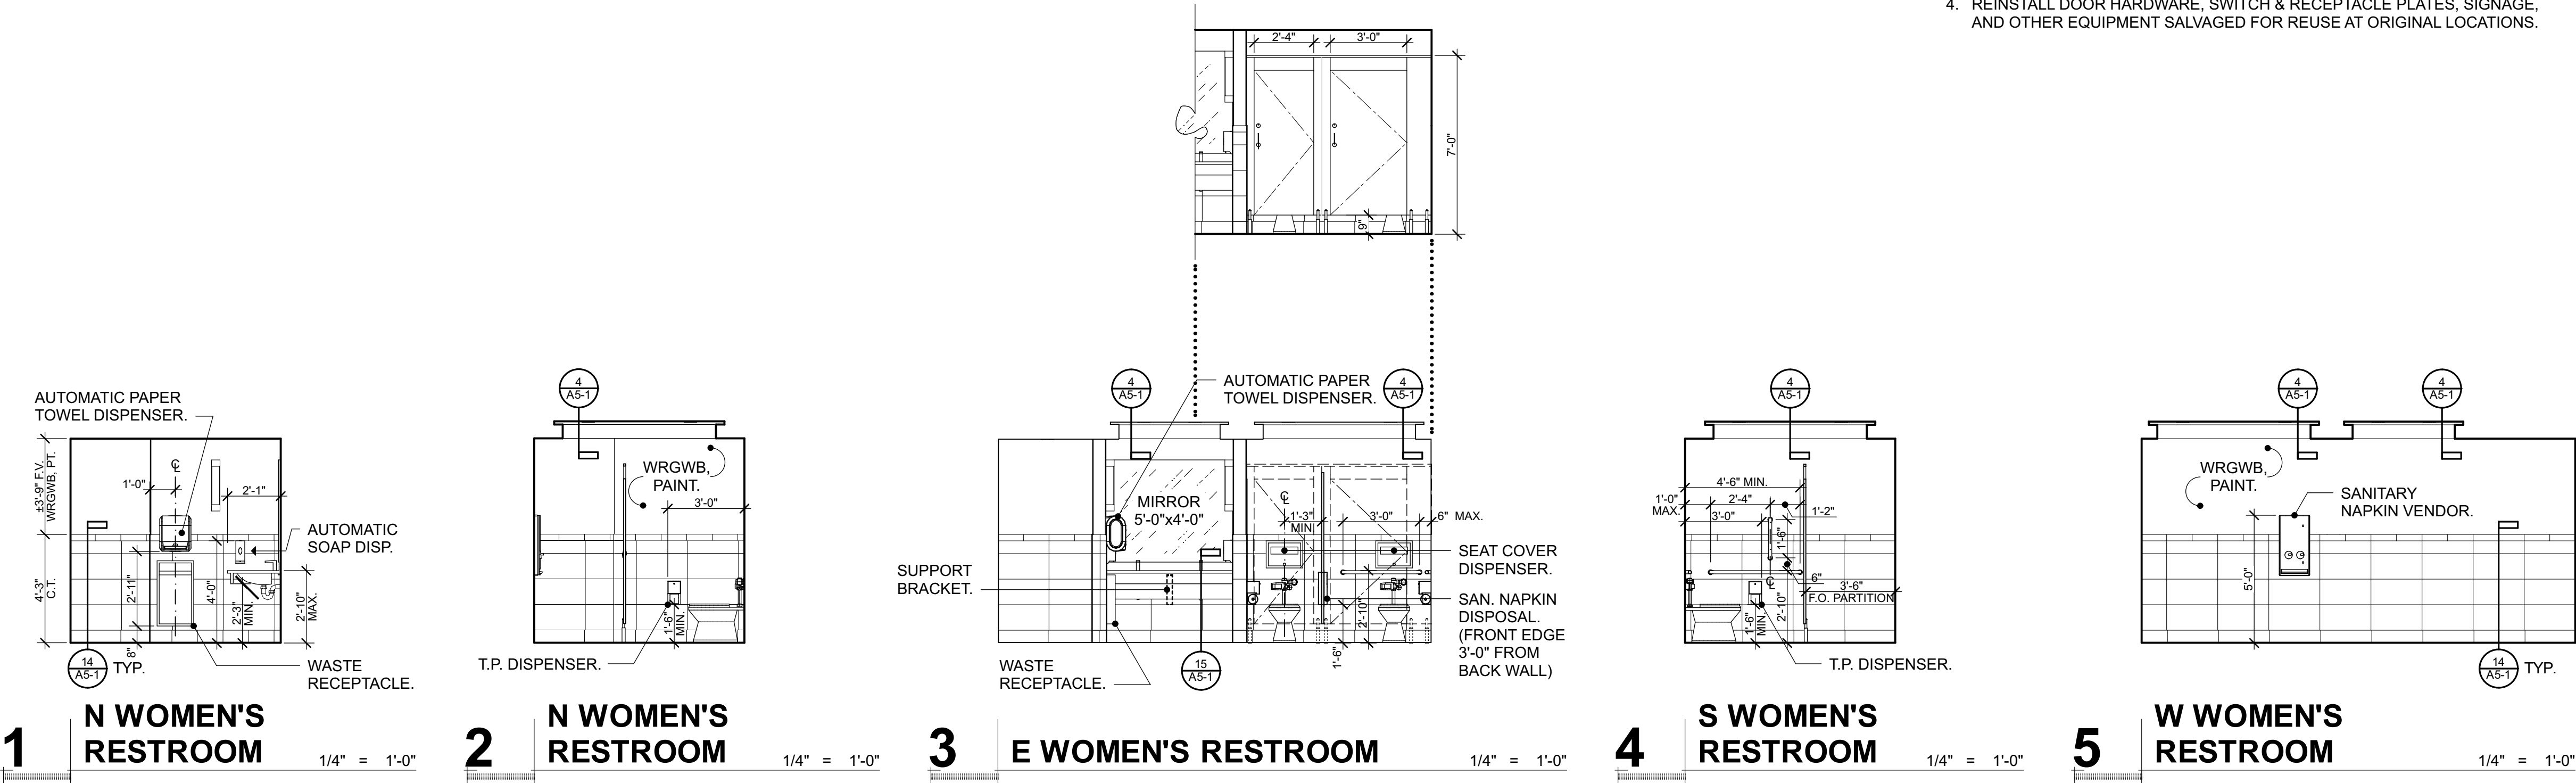 4. REINSTALL DOOR HARDWARE, SWITCH & RECEPTACLE PLATES, SIGNAGE,
AND OTHER EQUIPMENT SALVAGED FOR REUSE AT ORIGINAL LOCATIONS.
2'-4"
3'-0"
7'-0"
9"
AUTOMATIC PAPER
TOWEL DISPENSER.
±3'-9" F.V.
WRGWB, PT.
4'-3"
C.T.
1'-0"
℄
2'-1"
AUTOMATIC
SOAP DISP.
2'-11"
4'-0"
2'-3"
MIN.
2'-10"
MAX.
8"
14
A5-1
TYP.
WASTE
RECEPTACLE.
1
N WOMEN'S
RESTROOM
1/4" = 1'-0"
4
A5-1
WRGWB,
PAINT.
3'-0"
1'-6"
MIN.
T.P. DISPENSER.
2
N WOMEN'S
RESTROOM
1/4" = 1'-0"
4
A5-1
AUTOMATIC PAPER
TOWEL DISPENSER.
4
A5-1
MIRROR
5'-0"x4'-0"
℄
1'-3"
MIN
3'-0"
6" MAX.
SUPPORT
BRACKET.
SEAT COVER
DISPENSER.
SAN. NAPKIN
DISPOSAL.
(FRONT EDGE
3'-0" FROM
BACK WALL)
2'-10"
1'-6"
WASTE
RECEPTACLE.
15
A5-1
3
E WOMEN'S RESTROOM
1/4" = 1'-0"
4
A5-1
4'-6" MIN.
1'-0"
MAX.
2'-4"
3'-0"
1'-2"
1'-6"
℄
6"
3'-6"
F.O. PARTITION
1'-6"
MIN.
2'-10"
T.P. DISPENSER.
4
S WOMEN'S
RESTROOM
1/4" = 1'-0"
4
A5-1
4
A5-1
WRGWB,
PAINT.
SANITARY
NAPKIN VENDOR.
5'-0"
14
A5-1
TYP.
5
W WOMEN'S
RESTROOM
1/4" = 1'-0"